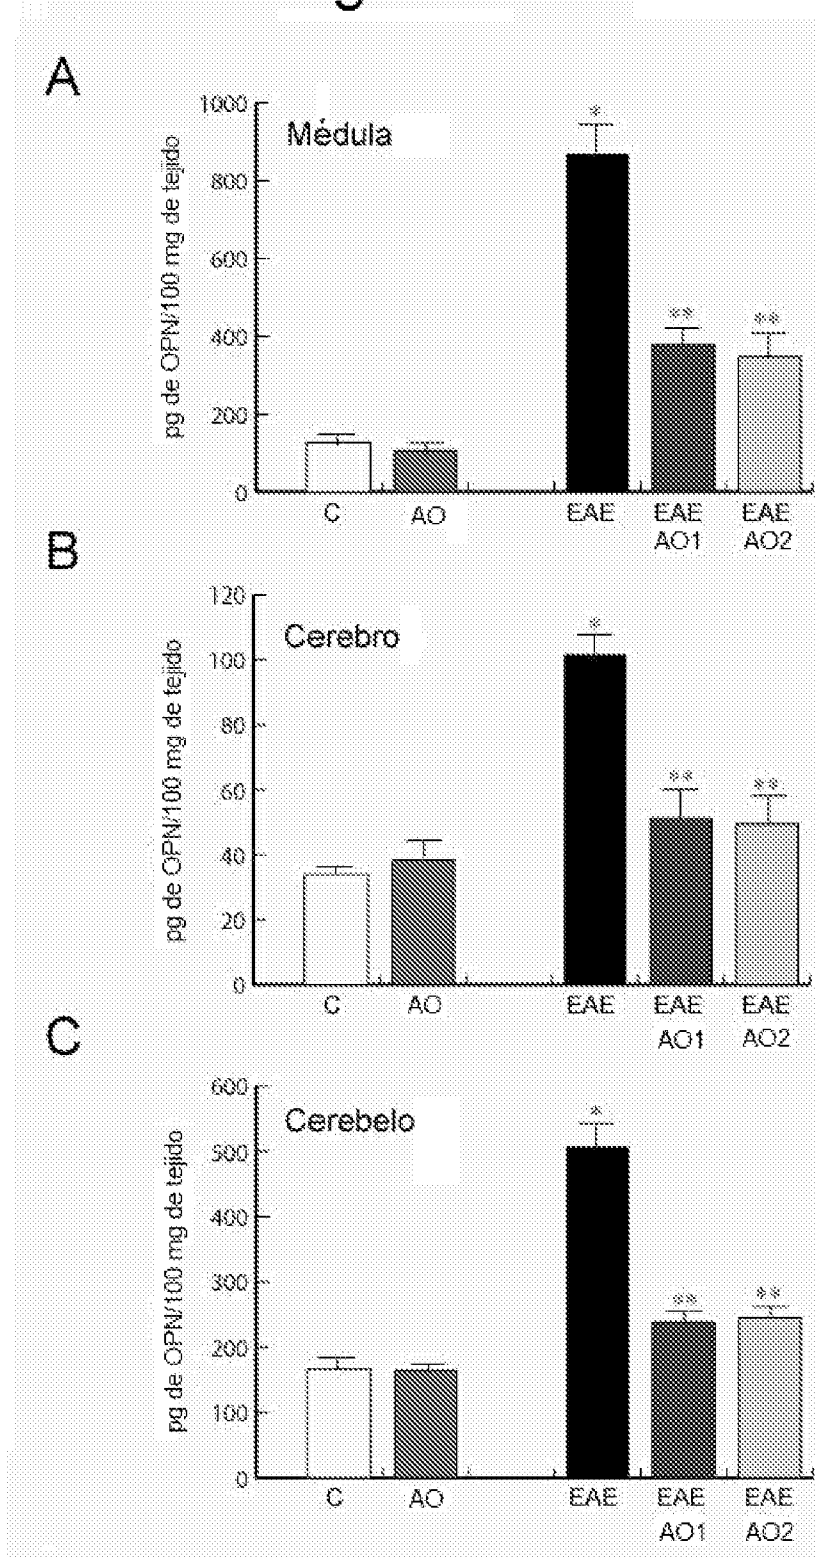 A
Médula
pg de OPN/100 mg de tejido
1000
800
600
400
200
0
*
**
**
C
AO
EAE
EAE
AO1
EAE
AO2
B
Cerebro
pg de OPN/100 mg de tejido
120
100
80
60
40
20
0
*
**
**
C
AO
EAE
EAE
AO1
EAE
AO2
C
Cerebelo
pg de OPN/100 mg de tejido
600
500
400
300
200
100
0
*
**
**
C
AO
EAE
EAE
AO1
EAE
AO2